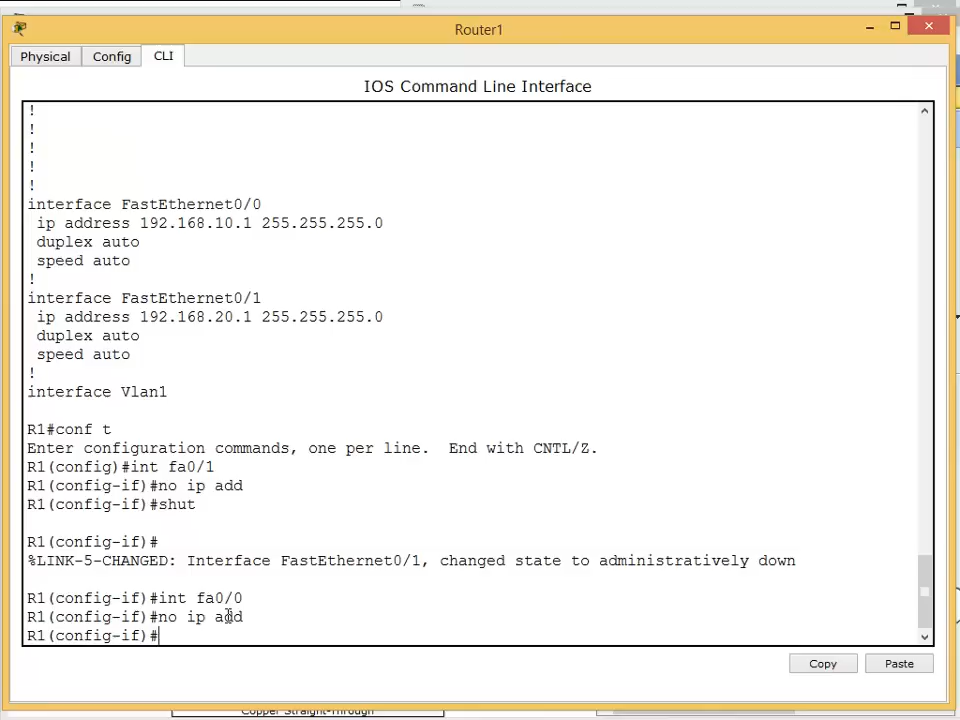 Router1
Physical Config CLI
IOS Command Line Interface
!
!
!
!
!
interface FastEthernet0/0
ip address 192.168.10.1 255.255.255.0
duplex auto
speed auto
!
interface FastEthernet0/1
ip address 192.168.20.1 255.255.255.0
duplex auto
speed auto
!
interface Vlan1
R1#conf t
Enter configuration commands, one per line.  End with CNTL/Z.
R1(config)#int fa0/1
R1(config-if)#no ip add
R1(config-if)#shut
R1(config-if)#
%LINK-5-CHANGED: Interface FastEthernet0/1, changed state to administratively down
R1(config-if)#int fa0/0
R1(config-if)#no ip add
R1(config-if)#
Copy Paste
Copper Straight-Through